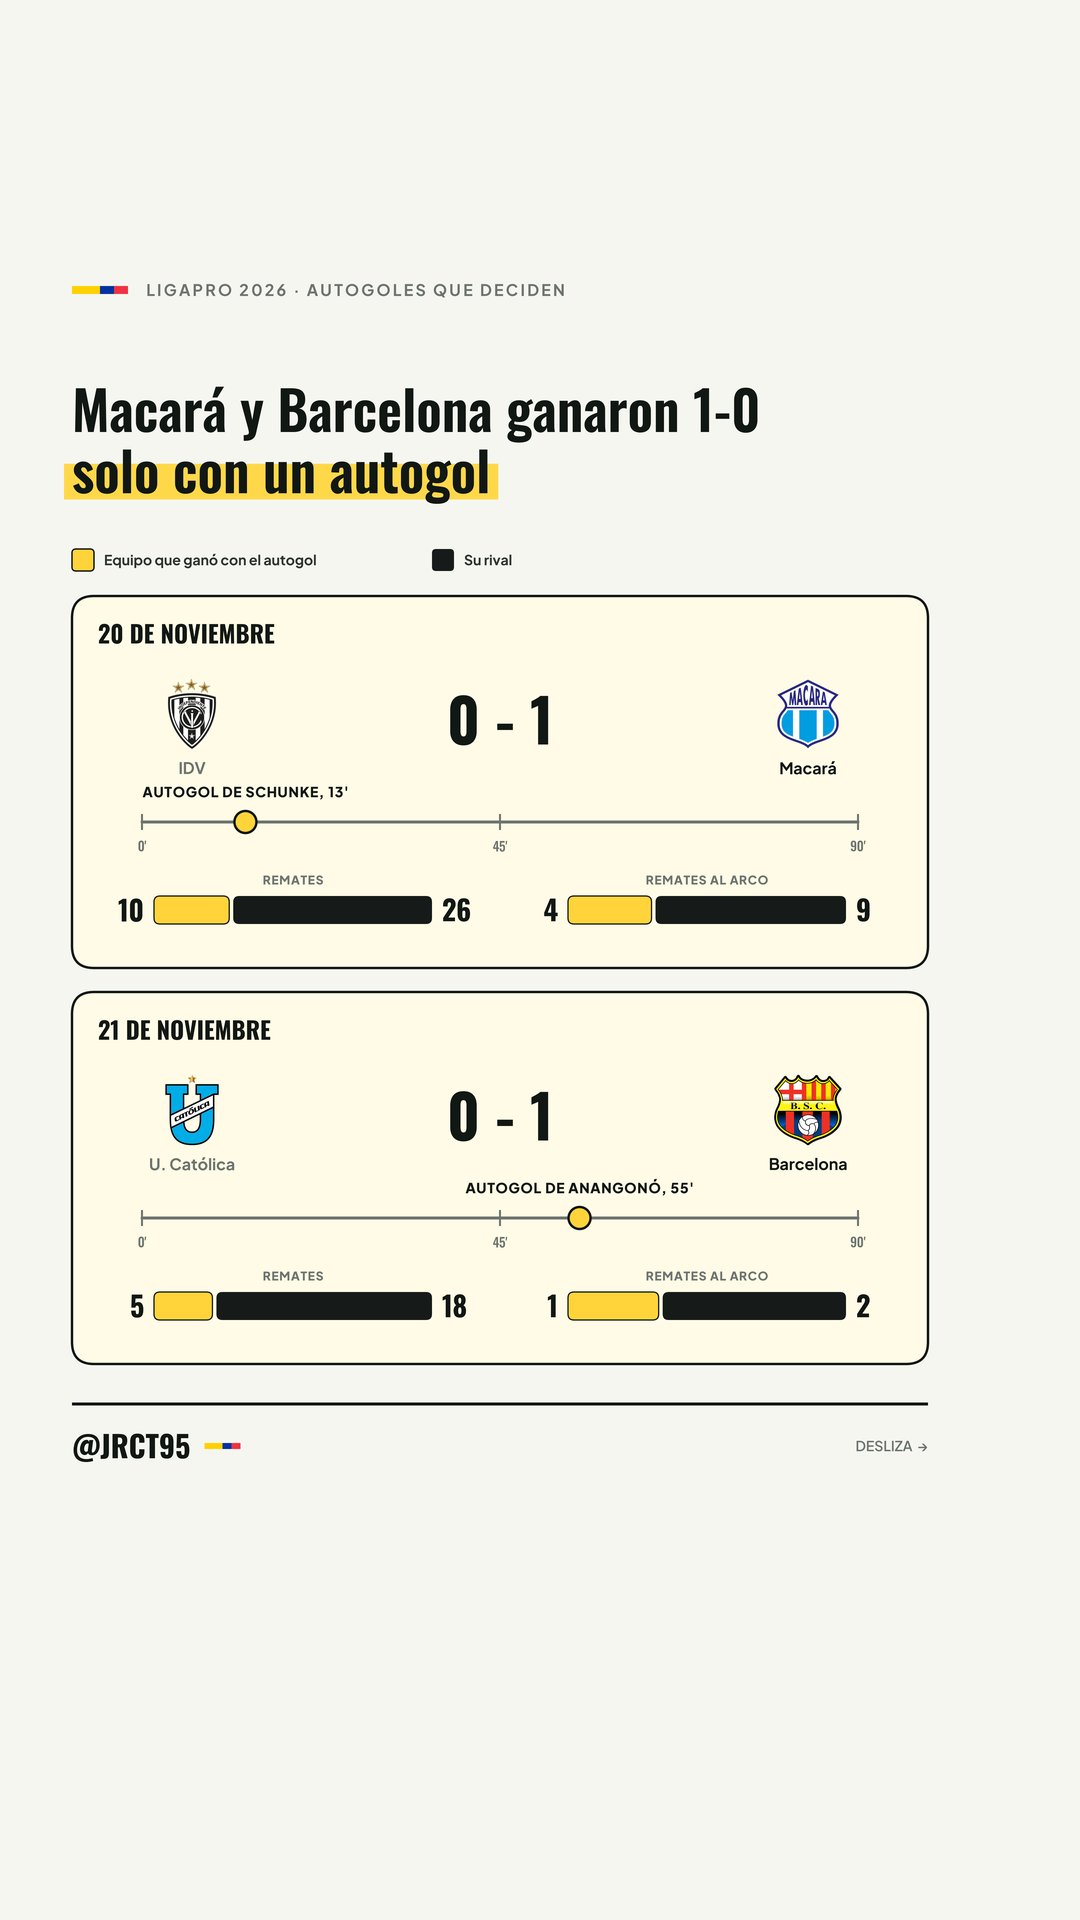 LIGAPRO 2026 · AUTOGOLES QUE DECIDEN
Macará y Barcelona ganaron 1-0
solo con un autogol
Equipo que ganó con el autogol
Su rival
20 DE NOVIEMBRE
MACARA
0 - 1
IDV
Macará
AUTOGOL DE SCHUNKE, 13'
0'
45'
90'
REMATES
REMATES AL ARCO
10
26
4
9
21 DE NOVIEMBRE
CATÓLICA
B. S. C.
0 - 1
U. Católica
Barcelona
AUTOGOL DE ANANGONÓ, 55'
0'
45'
90'
REMATES
REMATES AL ARCO
5
18
1
2
@JRCT95
DESLIZA →